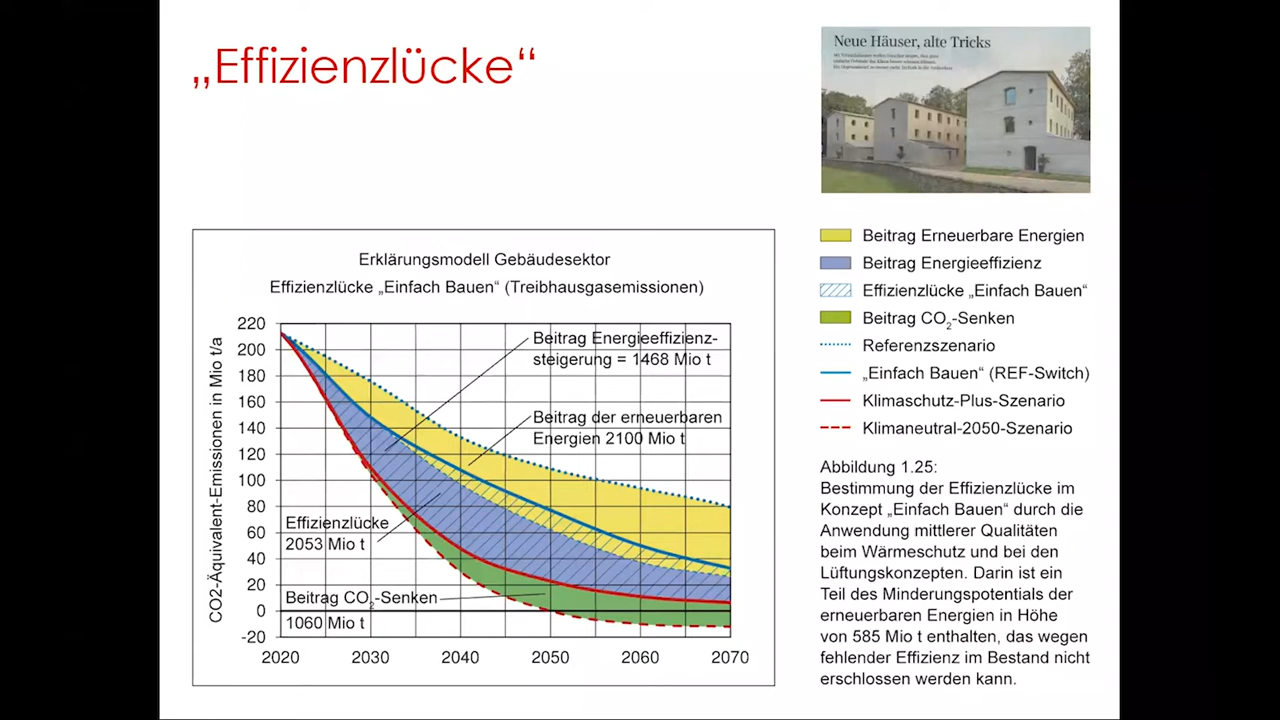 „Effizienzlücke“
Neue Häuser, alte Tricks
Erklärungsmodell Gebäudesektor
Effizienzlücke „Einfach Bauen“ (Treibhausgasemissionen)
CO2-Äquivalent-Emissionen in Mio t/a
220
200
180
160
140
120
100
80
60
40
20
0
-20
2020 2030 2040 2050 2060 2070
Beitrag Energieeffizienz-
steigerung = 1468 Mio t
Beitrag der erneuerbaren
Energien 2100 Mio t
Effizienzlücke
2053 Mio t
Beitrag CO2-Senken
1060 Mio t
Beitrag Erneuerbare Energien
Beitrag Energieeffizienz
Effizienzlücke „Einfach Bauen“
Beitrag CO2-Senken
Referenzszenario
„Einfach Bauen“ (REF-Switch)
Klimaschutz-Plus-Szenario
Klimaneutral-2050-Szenario
Abbildung 1.25:
Bestimmung der Effizienzlücke im
Konzept „Einfach Bauen“ durch die
Anwendung mittlerer Qualitäten
beim Wärmeschutz und bei den
Lüftungskonzepten. Darin ist ein
Teil des Minderungspotentials der
erneuerbaren Energien in Höhe
von 585 Mio t enthalten, das wegen
fehlender Effizienz im Bestand nicht
erschlossen werden kann.